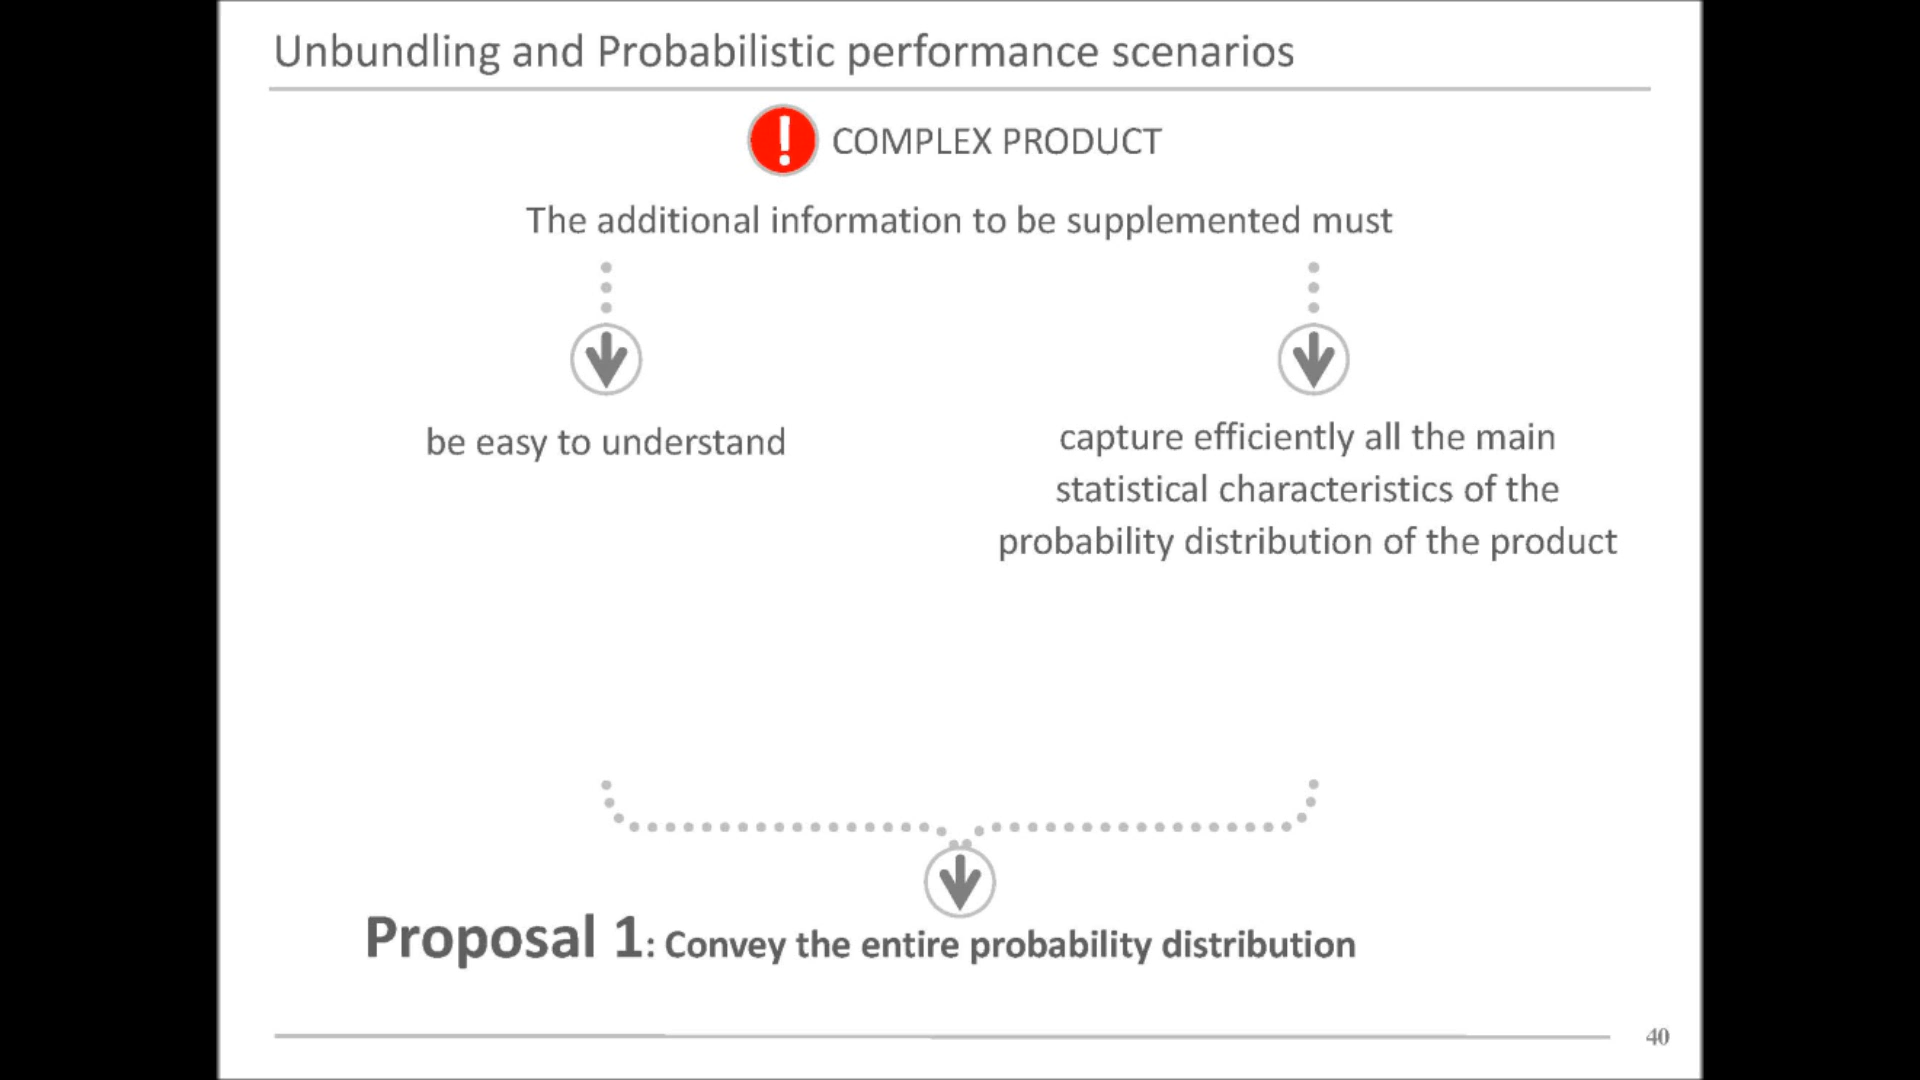 Unbundling and Probabilistic performance scenarios
! COMPLEX PRODUCT
The additional information to be supplemented must
be easy to understand
capture efficiently all the main
statistical characteristics of the
probability distribution of the product
Proposal 1: Convey the entire probability distribution
40